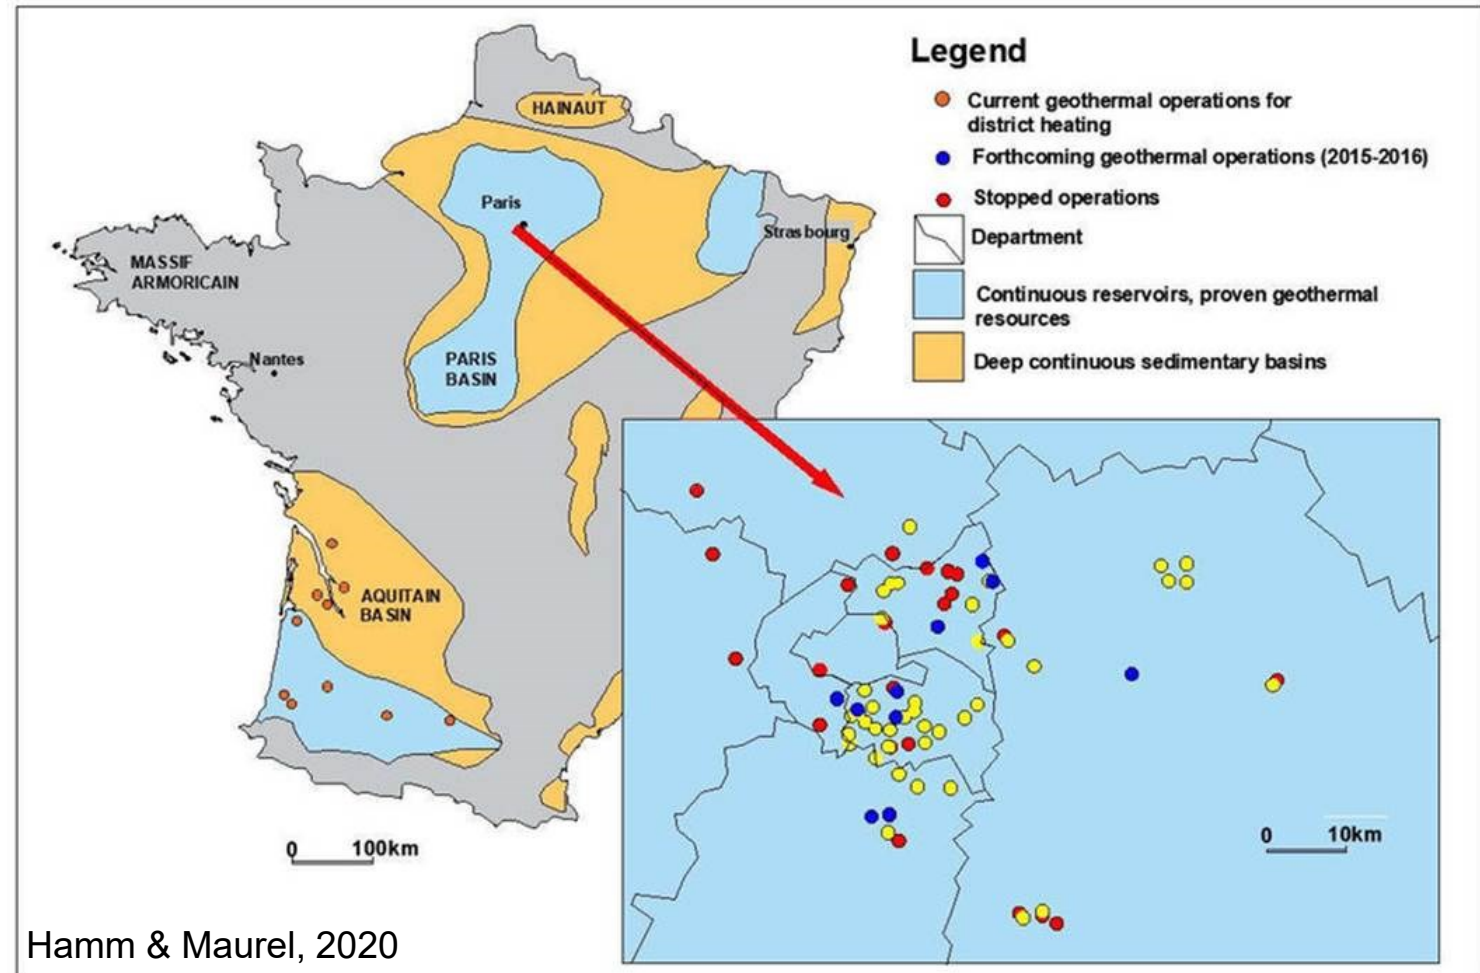 Legend
Current geothermal operations for
district heating
Forthcoming geothermal operations (2015-2016)
Stopped operations
Department
Continuous reservoirs, proven geothermal
resources
Deep continuous sedimentary basins
HAINAUT
Paris
Strasbourg
MASSIF
ARMORICAIN
Nantes
PARIS
BASIN
AQUITAIN
BASIN
0 100km
0 10km
Hamm & Maurel, 2020